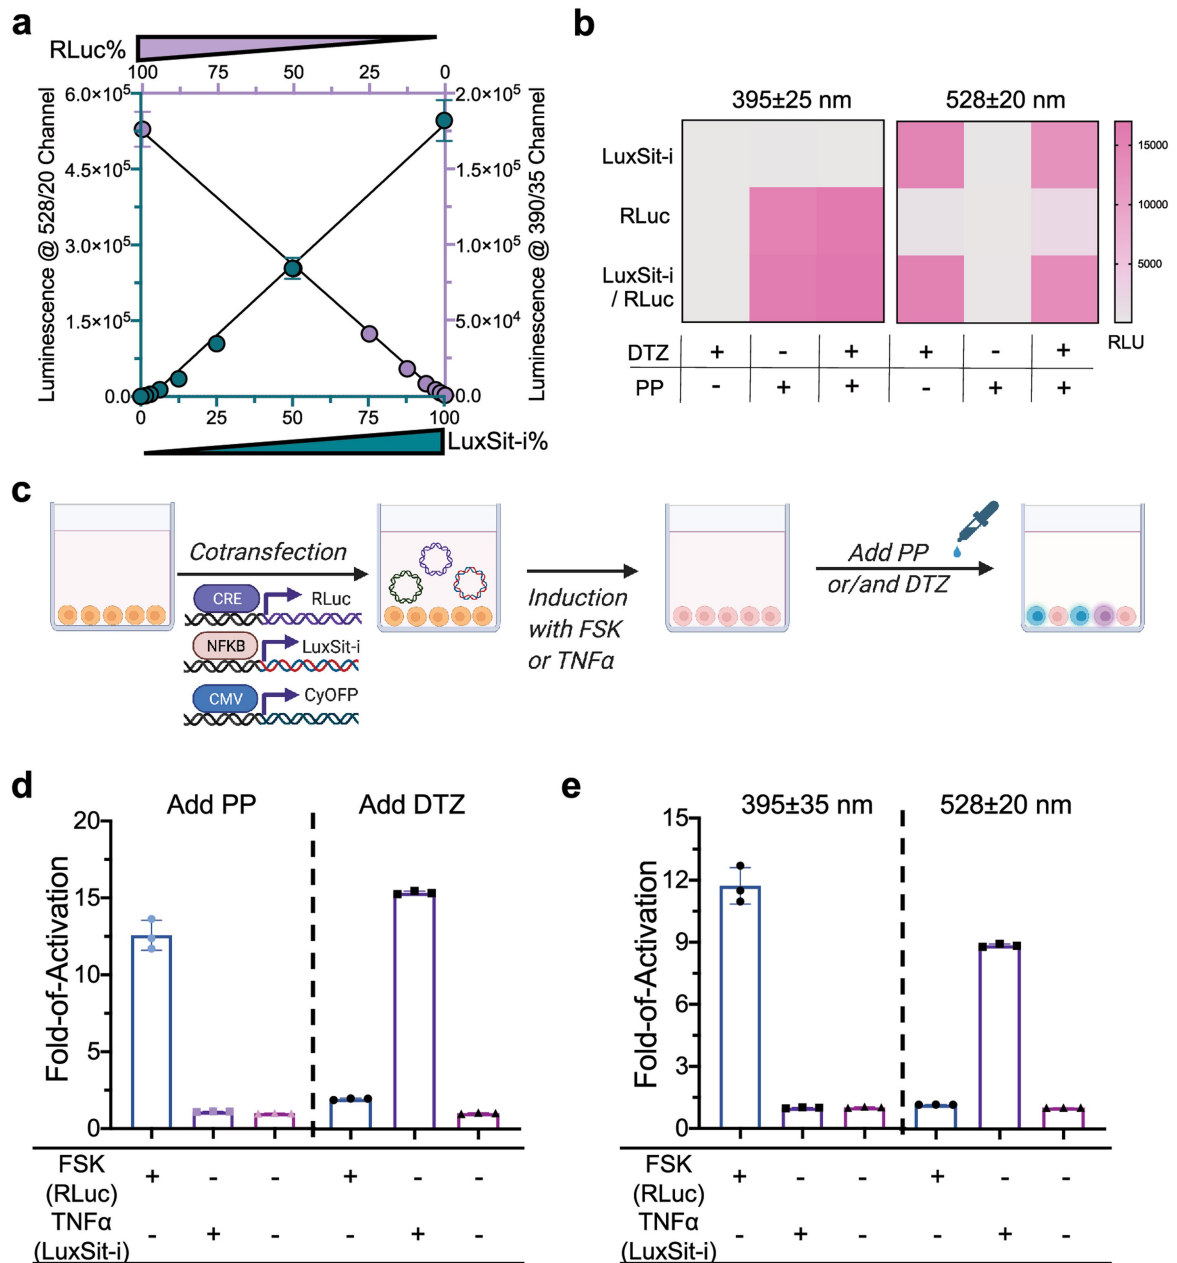 a
RLuc%
100 75 50 25 0
6.0×10⁵ 2.0×10⁵
4.5×10⁵ 1.5×10⁵
3.0×10⁵ 1.0×10⁵
1.5×10⁵ 5.0×10⁴
0.0 0.0
Luminescence @ 528/20 Channel
Luminescence @ 390/35 Channel
0 25 50 75 100
LuxSit-i%
b
395±25 nm 528±20 nm
LuxSit-i
RLuc
LuxSit-i
/ RLuc
15000
10000
5000
RLU
DTZ + - + + - +
PP - + + - + +
c
Cotransfection
CRE RLuc
NFKB LuxSit-i
CMV CyOFP
Induction
with FSK
or TNFα
Add PP
or/and DTZ
d
Add PP Add DTZ
Fold-of-Activation
20
15
10
5
0
FSK
(RLuc)
+ - - + - -
TNFα
(LuxSit-i)
- + - - + -
e
395±35 nm 528±20 nm
Fold-of-Activation
15
12
9
6
3
0
FSK
(RLuc)
+ - - + - -
TNFα
(LuxSit-i)
- + - - + -